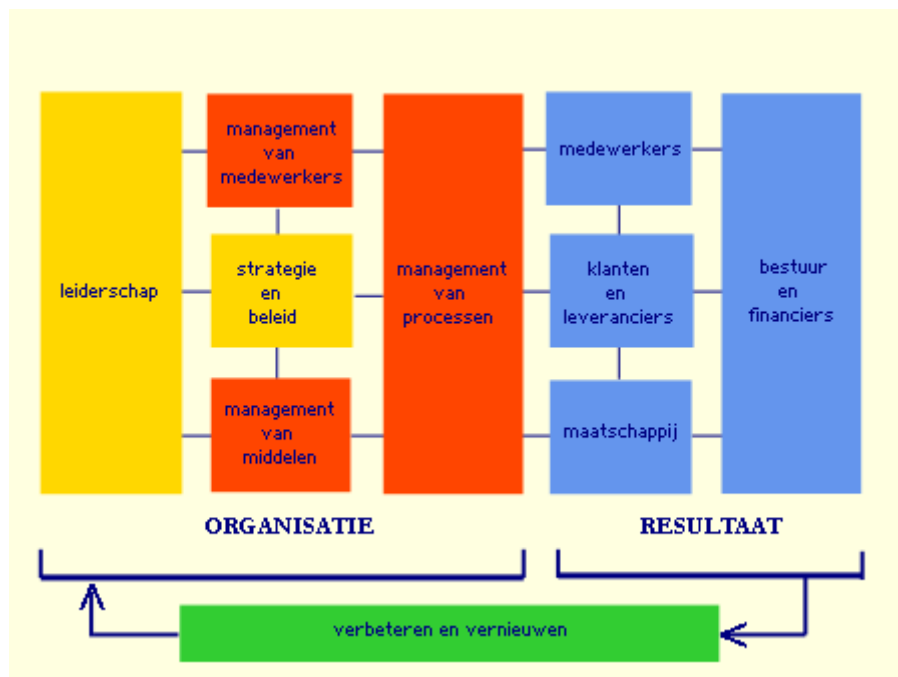 leiderschap
management
van
medewerkers
strategie
en
beleid
management
van
middelen
management
van
processen
medewerkers
klanten
en
leveranciers
maatschappij
bestuur
en
financiers
ORGANISATIE
RESULTAAT
verbeteren en vernieuwen